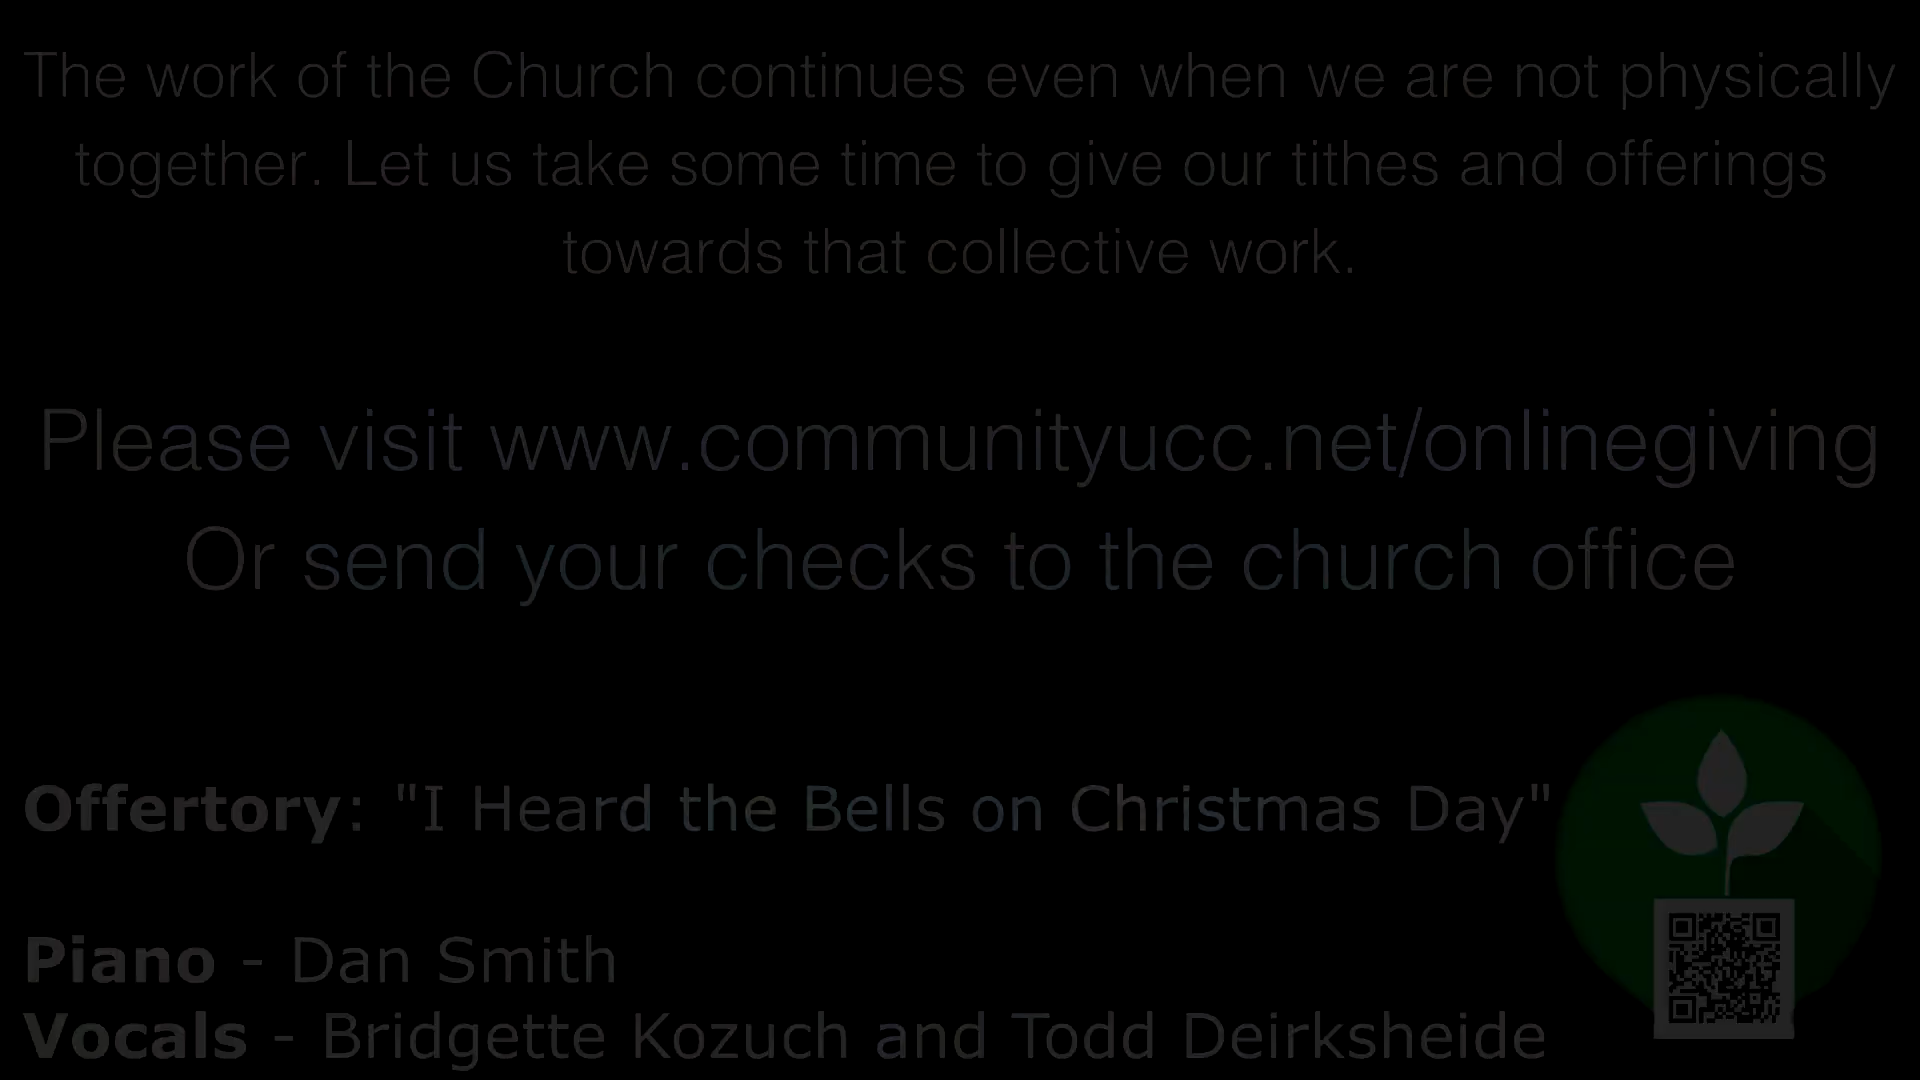 The work of the Church continues even when we are not physically
together. Let us take some time to give our tithes and offerings
towards that collective work.
Please visit www.communityucc.net/onlinegiving
Or send your checks to the church office
Offertory: "I Heard the Bells on Christmas Day"
Piano - Dan Smith
Vocals - Bridgette Kozuch and Todd Deirksheide